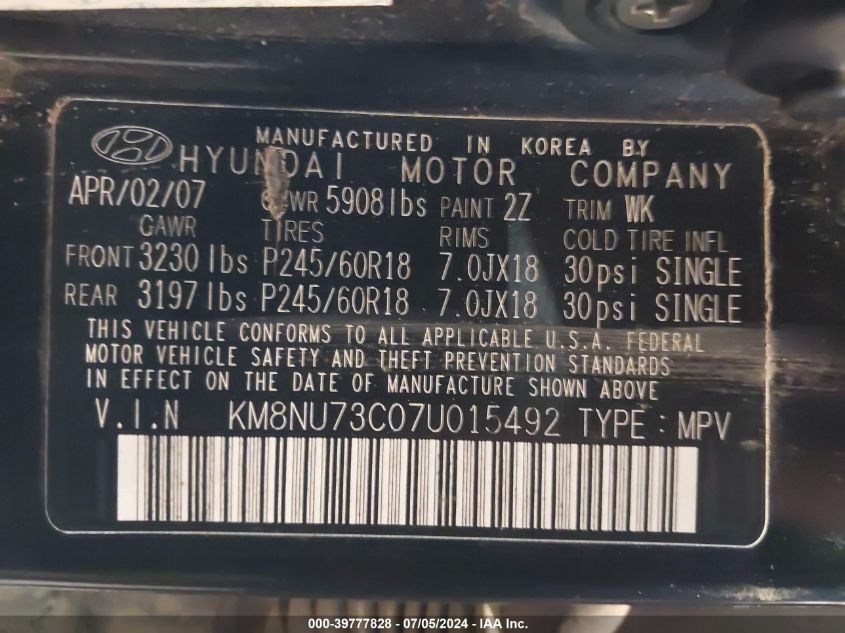 MANUFACTURED IN KOREA BY
HYUNDAI MOTOR COMPANY
APR/02/07 GVWR 5908lbs PAINT 2Z TRIM WK
GAWR TIRES RIMS COLD TIRE INFL
FRONT 3230 lbs P245/60R18 7.0JX18 30psi SINGLE
REAR 3197 lbs P245/60R18 7.0JX18 30psi SINGLE
THIS VEHICLE CONFORMS TO ALL APPLICABLE U.S.A. FEDERAL
MOTOR VEHICLE SAFETY AND THEFT PREVENTION STANDARDS
IN EFFECT ON THE DATE OF MANUFACTURE SHOWN ABOVE
V.I.N KM8NU73C07U015492 TYPE : MPV
000-39777828 - 07/05/2024 - IAA Inc.